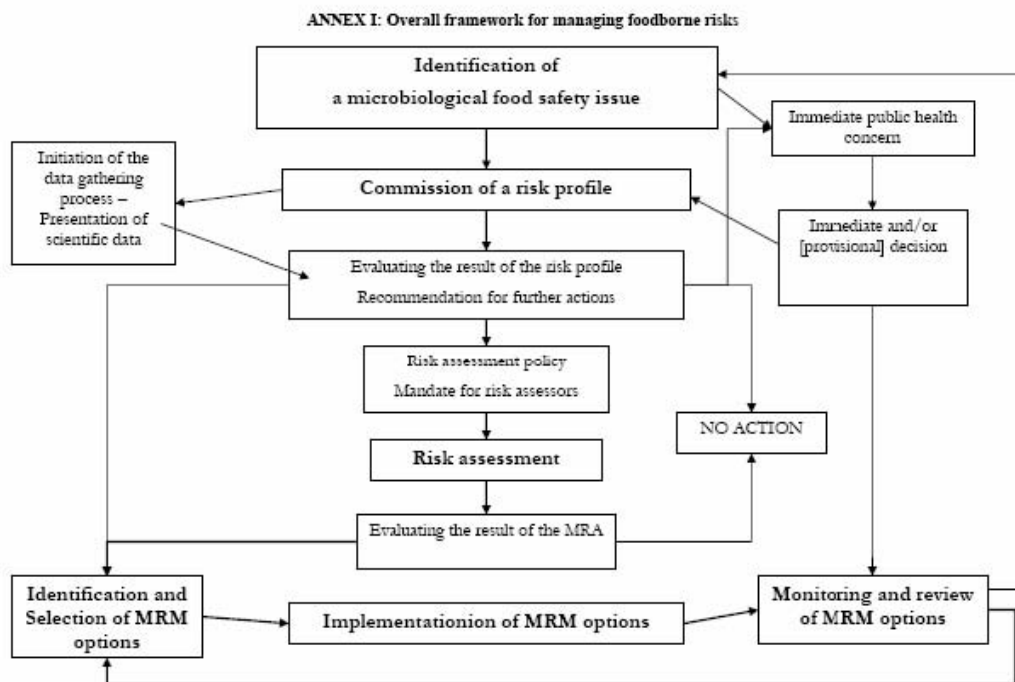 ANNEX I: Overall framework for managing foodborne risks
Identification of
a microbiological food safety issue
Immediate public health
concern
Initiation of the
data gathering
process –
Presentation of
scientific data
Commission of a risk profile
Immediate and/or
[provisional] decision
Evaluating the result of the risk profile
Recommendation for further actions
Risk assessment policy
Mandate for risk assessors
NO ACTION
Risk assessment
Evaluating the result of the MRA
Identification and
Selection of MRM
options
Implementationion of MRM options
Monitoring and review
of MRM options